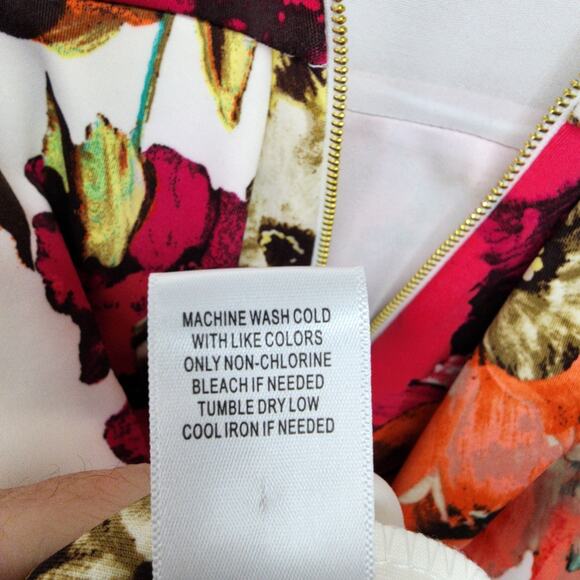 MACHINE WASH COLD
WITH LIKE COLORS
ONLY NON-CHLORINE
BLEACH IF NEEDED
TUMBLE DRY LOW
COOL IRON IF NEEDED